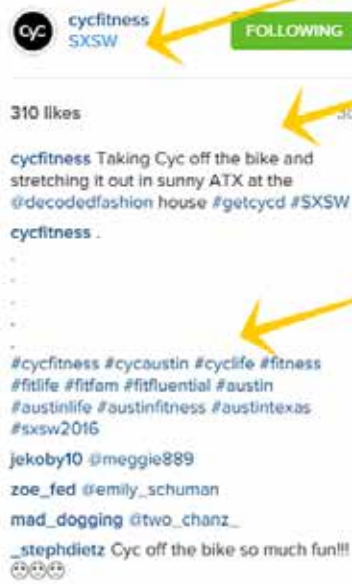 cyc
cycfitness
SXSW
FOLLOWING
310 likes
cycfitness Taking Cyc off the bike and
stretching it out in sunny ATX at the
@decodedfashion house #getcycd #SXSW
cycfitness .
.
.
.
.
.
#cycfitness #cycaustin #cyclife #fitness
#fitlife #fitfam #fitfluential #austin
#austinlife #austinfitness #austintexas
#sxsw2016
jekoby10 @meggie889
zoe_fed @emily_schuman
mad_dogging @two_chanz_
_stephdietz Cyc off the bike so much fun!!!